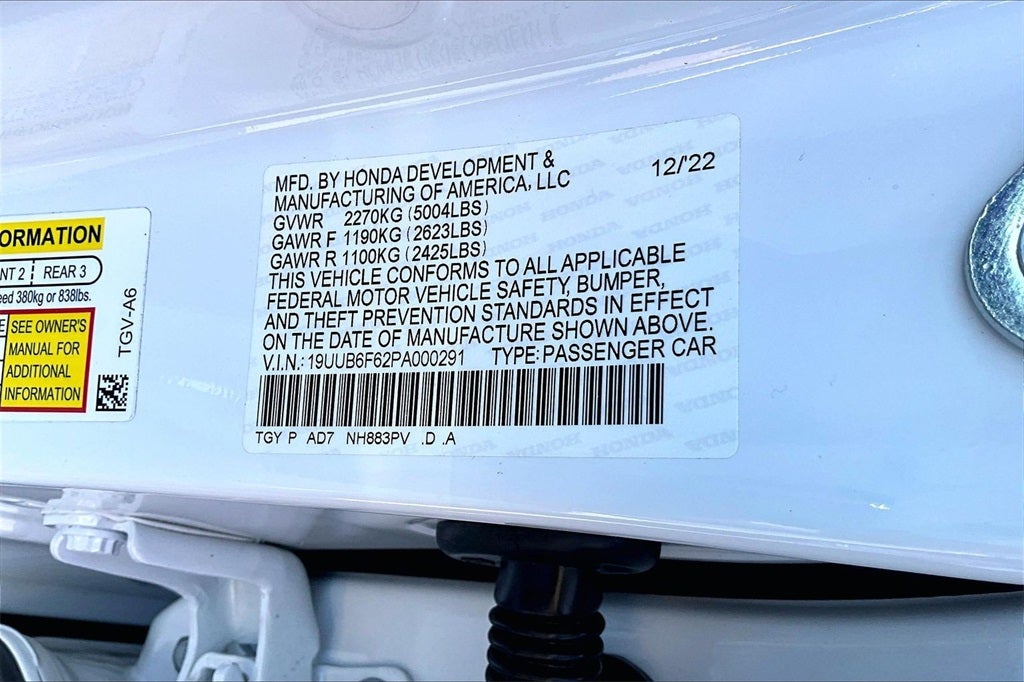 MFD. BY HONDA DEVELOPMENT &
MANUFACTURING OF AMERICA, LLC
12/'22
GVWR 2270KG (5004LBS)
GAWR F 1190KG (2623LBS)
GAWR R 1100KG (2425LBS)
THIS VEHICLE CONFORMS TO ALL APPLICABLE
FEDERAL MOTOR VEHICLE SAFETY, BUMPER,
AND THEFT PREVENTION STANDARDS IN EFFECT
ON THE DATE OF MANUFACTURE SHOWN ABOVE.
V.I.N.: 19UUB6F62PA000291 TYPE: PASSENGER CAR
TGY P AD7 NH883PV .D .A
ORMATION
NT 2 REAR 3
eed 380kg or 838lbs.
E SEE OWNER'S
MANUAL FOR
ADDITIONAL
INFORMATION
TGV-A6